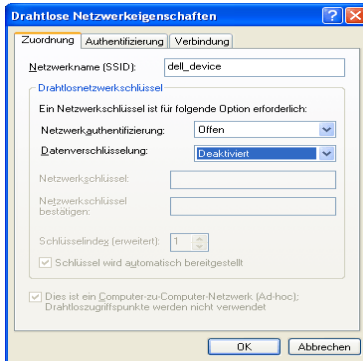 Drahtlose Netzwerkeigenschaften
Zuordnung Authentifizierung Verbindung
Netzwerkname (SSID): dell_device
Drahtlosnetzwerkschlüssel
Ein Netzwerkschlüssel ist für folgende Option erforderlich:
Netzwerkauthentifizierung: Offen
Datenverschlüsselung: Deaktiviert
Netzwerkschlüssel:
Netzwerkschlüssel
bestätigen:
Schlüsselindex (erweitert): 1
Schlüssel wird automatisch bereitgestellt
Dies ist ein Computer-zu-Computer-Netzwerk (Ad-hoc);
Drahtloszugriffspunkte werden nicht verwendet
OK Abbrechen